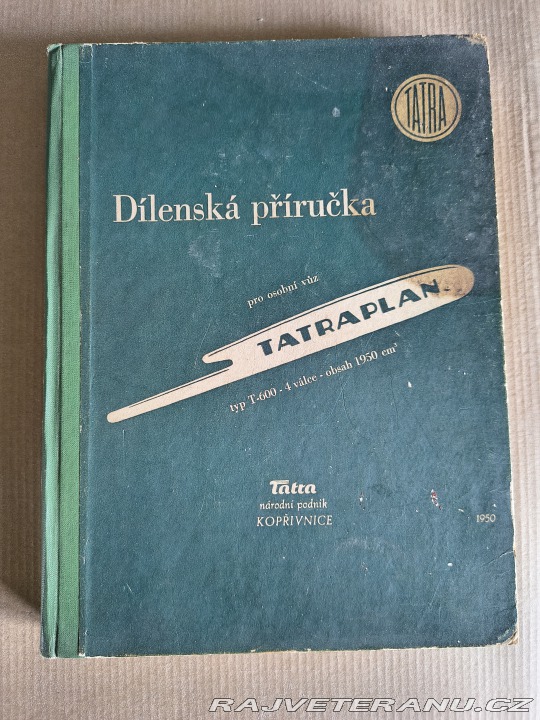 TATRA
Dílenská příručka
pro osobní vůz
TATRAPLAN
typ T-600 - 4 válce - obsah 1950 cm³
Tatra
národní podnik
KOPŘIVNICE
1950
RAJVETERANU.CZ